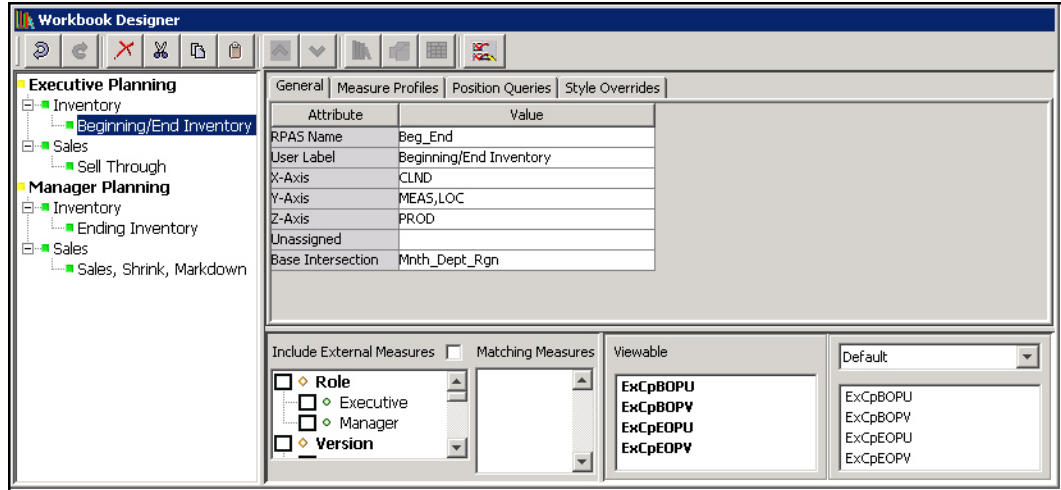 Workbook Designer
Executive Planning
Inventory
Beginning/End Inventory
Sales
Sell Through
Manager Planning
Inventory
Ending Inventory
Sales
Sales, Shrink, Markdown
General Measure Profiles Position Queries Style Overrides
Attribute Value
RPAS Name Beg_End
User Label Beginning/End Inventory
X-Axis CLND
Y-Axis MEAS,LOC
Z-Axis PROD
Unassigned
Base Intersection Mnth_Dept_Rgn
Include External Measures Matching Measures
Role
Executive
Manager
Version
Viewable
ExCpBOPU
ExCpBOPV
ExCpEOPU
ExCpEOPV
Default
ExCpBOPU
ExCpBOPV
ExCpEOPU
ExCpEOPV